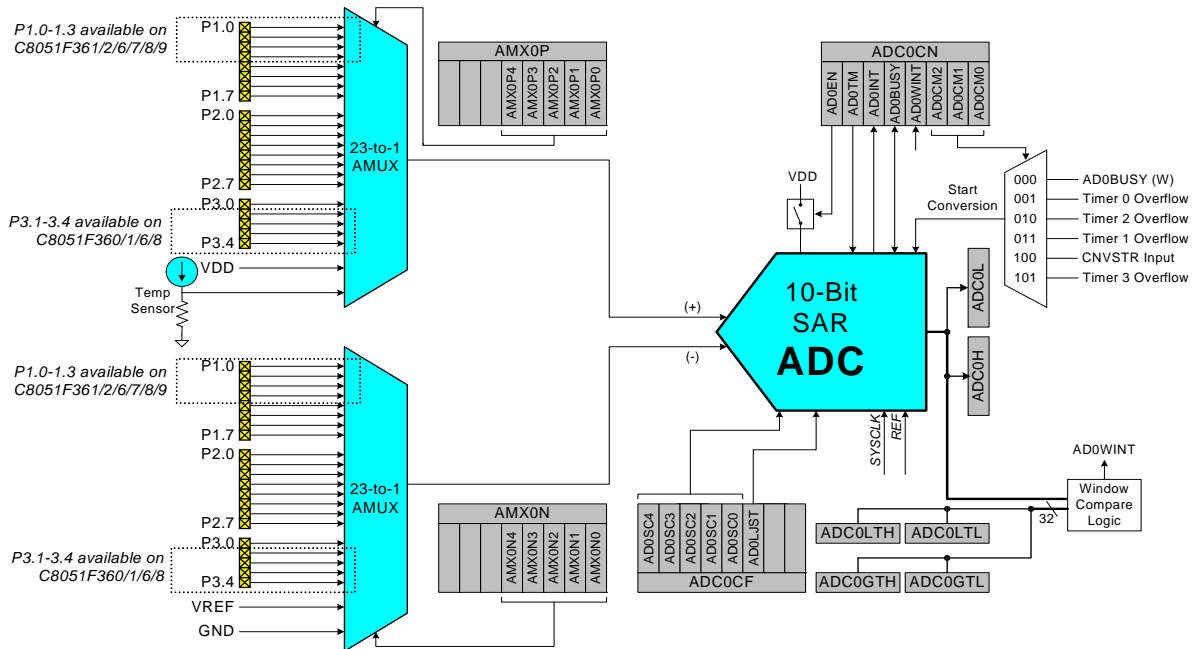 P1.0-1.3 available on
C8051F361/2/6/7/8/9
P1.0
P1.7
P2.0
P2.7
P3.0
P3.4
P3.1-3.4 available on
C8051F360/1/6/8
VDD
Temp
Sensor
23-to-1
AMUX
AMX0P
AMX0P4
AMX0P3
AMX0P2
AMX0P1
AMX0P0
ADC0CN
AD0EN
AD0TM
AD0INT
AD0BUSY
AD0WINT
AD0CM2
AD0CM1
AD0CM0
VDD
Start
Conversion
000
001
010
011
100
101
AD0BUSY (W)
Timer 0 Overflow
Timer 2 Overflow
Timer 1 Overflow
CNVSTR Input
Timer 3 Overflow
(+)
(-)
10-Bit
SAR
ADC
ADC0L
ADC0H
SYSCLK
REF
P1.0-1.3 available on
C8051F361/2/6/7/8/9
P1.0
P1.7
P2.0
P2.7
P3.0
P3.4
P3.1-3.4 available on
C8051F360/1/6/8
VREF
GND
23-to-1
AMUX
AMX0N
AMX0N4
AMX0N3
AMX0N2
AMX0N1
AMX0N0
AD0SC4
AD0SC3
AD0SC2
AD0SC1
AD0SC0
AD0LJST
ADC0CF
AD0WINT
Window
Compare
Logic
32
ADC0LTH
ADC0LTL
ADC0GTH
ADC0GTL